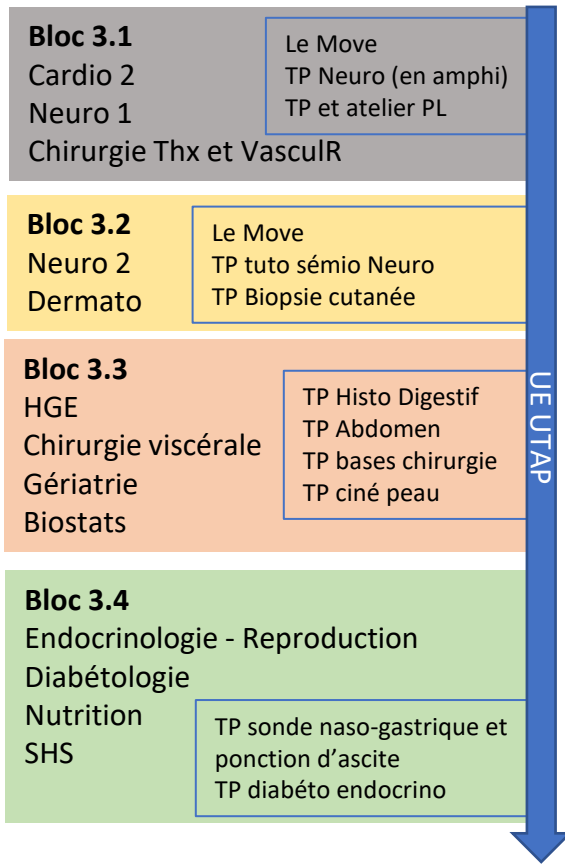 Bloc 3.1
Cardio 2
Neuro 1
Chirurgie Thx et VasculR
Le Move
TP Neuro (en amphi)
TP et atelier PL
Bloc 3.2
Neuro 2
Dermato
Le Move
TP tuto sémio Neuro
TP Biopsie cutanée
Bloc 3.3
HGE
Chirurgie viscérale
Gériatrie
Biostats
TP Histo Digestif
TP Abdomen
TP bases chirurgie
TP ciné peau
Bloc 3.4
Endocrinologie - Reproduction
Diabétologie
Nutrition
SHS
TP sonde naso-gastrique et
ponction d’ascite
TP diabéto endocrino
UE UTAP